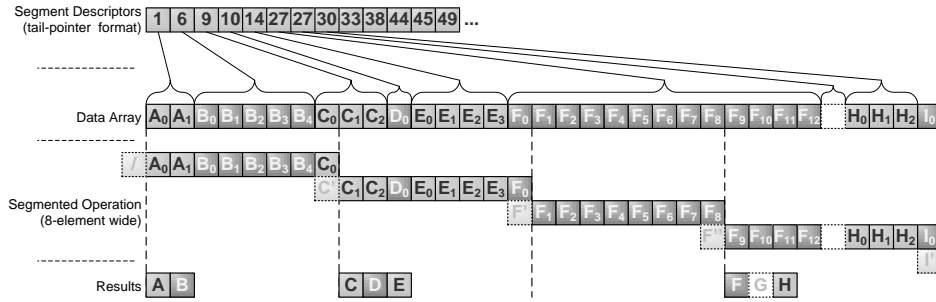 Segment Descriptors
(tail-pointer format)
1 6 9 10 14 27 27 30 33 38 44 45 49 ...
Data Array
A0 A1 B0 B1 B2 B3 B4 C0 C1 C2 D0 E0 E1 E2 E3 F0 F1 F2 F3 F4 F5 F6 F7 F8 F9 F10 F11 F12 H0 H1 H2 I0
/ A0 A1 B0 B1 B2 B3 B4 C0
C' C1 C2 D0 E0 E1 E2 E3 F0
Segmented Operation
(8-element wide)
F' F1 F2 F3 F4 F5 F6 F7 F8
F'' F9 F10 F11 F12 H0 H1 H2 I0
I'
Results
A B C D E F G H